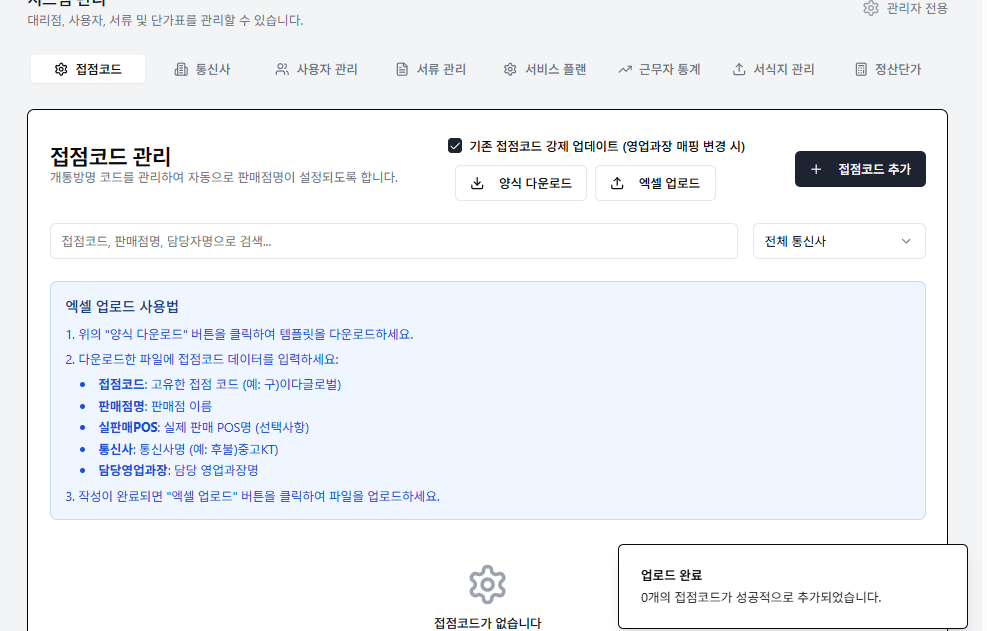 시스템 관리
대리점, 사용자, 서류 및 단가표를 관리할 수 있습니다.
관리자 전용
접점코드
통신사
사용자 관리
서류 관리
서비스 플랜
근무자 통계
서식지 관리
정산단가
접점코드 관리
개통방명 코드를 관리하여 자동으로 판매점명이 설정되도록 합니다.
기존 접점코드 강제 업데이트 (영업과장 매핑 변경 시)
양식 다운로드
엑셀 업로드
접점코드 추가
접점코드, 판매점명, 담당자명으로 검색...
전체 통신사
엑셀 업로드 사용법
1. 위의 "양식 다운로드" 버튼을 클릭하여 템플릿을 다운로드하세요.
2. 다운로드한 파일에 접점코드 데이터를 입력하세요:
접점코드: 고유한 접점 코드 (예: 구)이다글로벌)
판매점명: 판매점 이름
실판매POS: 실제 판매 POS명 (선택사항)
통신사: 통신사명 (예: 후불)중고KT)
담당영업과장: 담당 영업과장명
3. 작성이 완료되면 "엑셀 업로드" 버튼을 클릭하여 파일을 업로드하세요.
접점코드가 없습니다
업로드 완료
0개의 접점코드가 성공적으로 추가되었습니다.